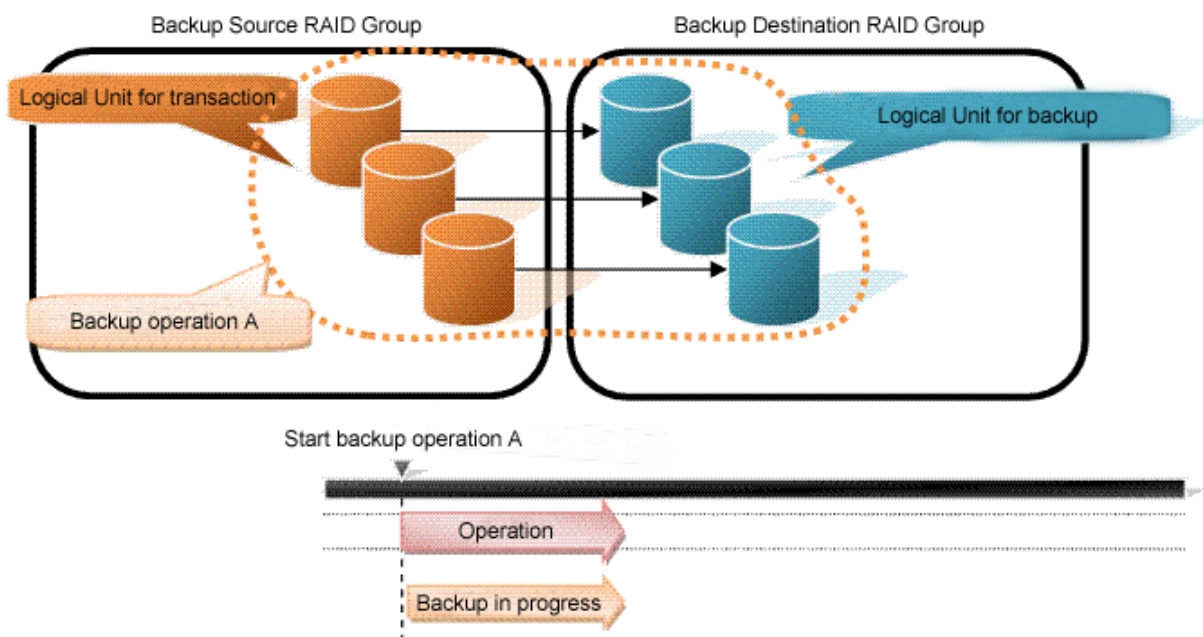 Backup Source RAID Group
Backup Destination RAID Group
Logical Unit for transaction
Logical Unit for backup
Backup operation A
Start backup operation A
Operation
Backup in progress